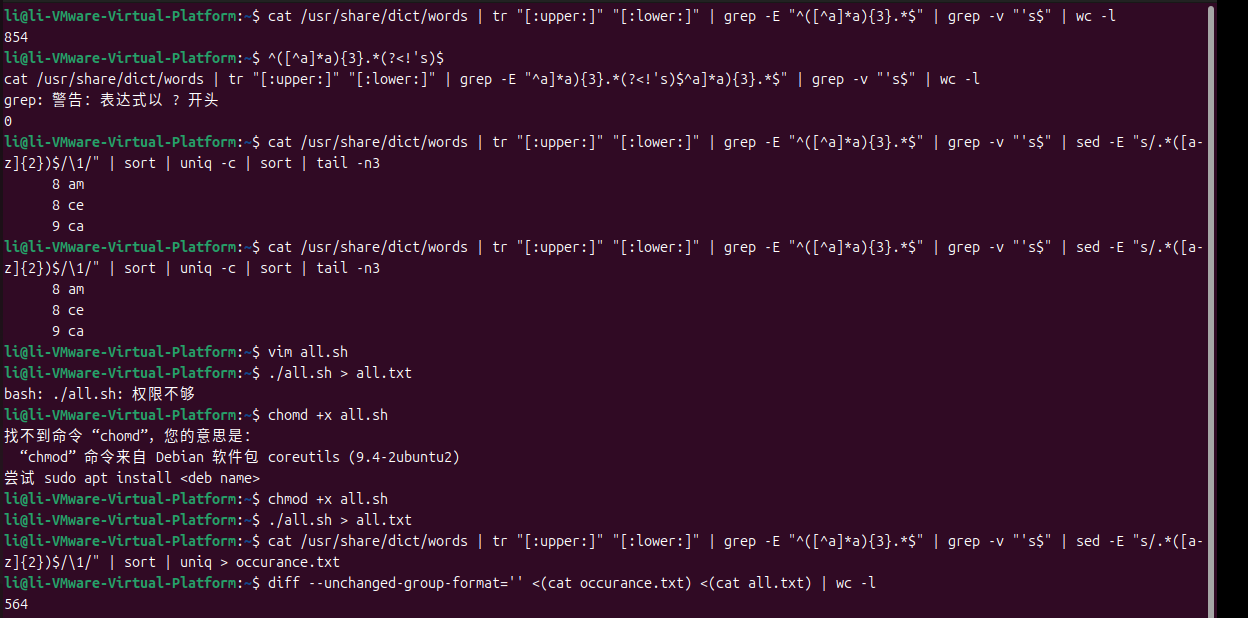 li@li-VMware-Virtual-Platform:~$ cat /usr/share/dict/words | tr "[:upper:]" "[:lower:]" | grep -E "^([^a]*a){3}.*$" | grep -v "'s$" | wc -l
854
li@li-VMware-Virtual-Platform:~$ ^([^a]*a){3}.*(?<!'s)$
cat /usr/share/dict/words | tr "[:upper:]" "[:lower:]" | grep -E "^a]*a){3}.*(?<!'s)$^a]*a){3}.*$" | grep -v "'s$" | wc -l
grep: 警告: 表达式以 ? 开头
0
li@li-VMware-Virtual-Platform:~$ cat /usr/share/dict/words | tr "[:upper:]" "[:lower:]" | grep -E "^([^a]*a){3}.*$" | grep -v "'s$" | sed -E "s/.*([a-
z]{2})$/\1/" | sort | uniq -c | sort | tail -n3
8 am
8 ce
9 ca
li@li-VMware-Virtual-Platform:~$ cat /usr/share/dict/words | tr "[:upper:]" "[:lower:]" | grep -E "^([^a]*a){3}.*$" | grep -v "'s$" | sed -E "s/.*([a-
z]{2})$/\1/" | sort | uniq -c | sort | tail -n3
8 am
8 ce
9 ca
li@li-VMware-Virtual-Platform:~$ vim all.sh
li@li-VMware-Virtual-Platform:~$ ./all.sh > all.txt
bash: ./all.sh: 权限不够
li@li-VMware-Virtual-Platform:~$ chomd +x all.sh
找不到命令 “chomd”，您的意思是：
“chmod” 命令来自 Debian 软件包 coreutils (9.4-2ubuntu2)
尝试 sudo apt install <deb name>
li@li-VMware-Virtual-Platform:~$ chmod +x all.sh
li@li-VMware-Virtual-Platform:~$ ./all.sh > all.txt
li@li-VMware-Virtual-Platform:~$ cat /usr/share/dict/words | tr "[:upper:]" "[:lower:]" | grep -E "^([^a]*a){3}.*$" | grep -v "'s$" | sed -E "s/.*([a-
z]{2})$/\1/" | sort | uniq > occurance.txt
li@li-VMware-Virtual-Platform:~$ diff --unchanged-group-format='' <(cat occurance.txt) <(cat all.txt) | wc -l
564